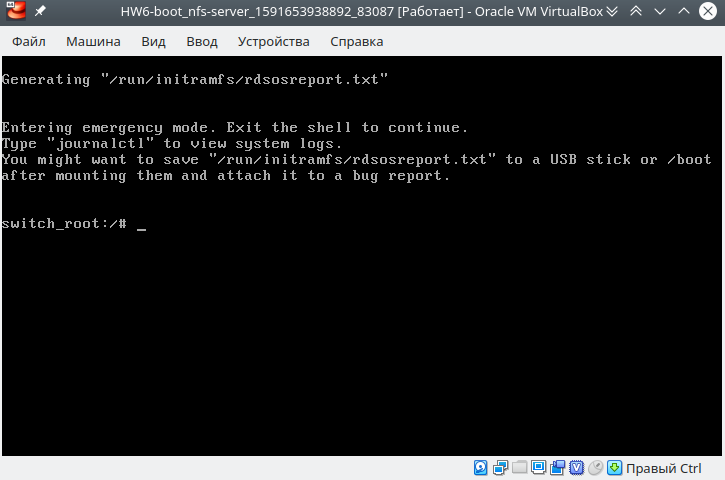 HW6-boot_nfs-server_1591653938892_83087 [Работает] - Oracle VM VirtualBox
Файл Машина Вид Ввод Устройства Справка
Generating "/run/initramfs/rdsosreport.txt"
Entering emergency mode. Exit the shell to continue.
Type "journalctl" to view system logs.
You might want to save "/run/initramfs/rdsosreport.txt" to a USB stick or /boot
after mounting them and attach it to a bug report.
switch_root:/# _
Правый Ctrl